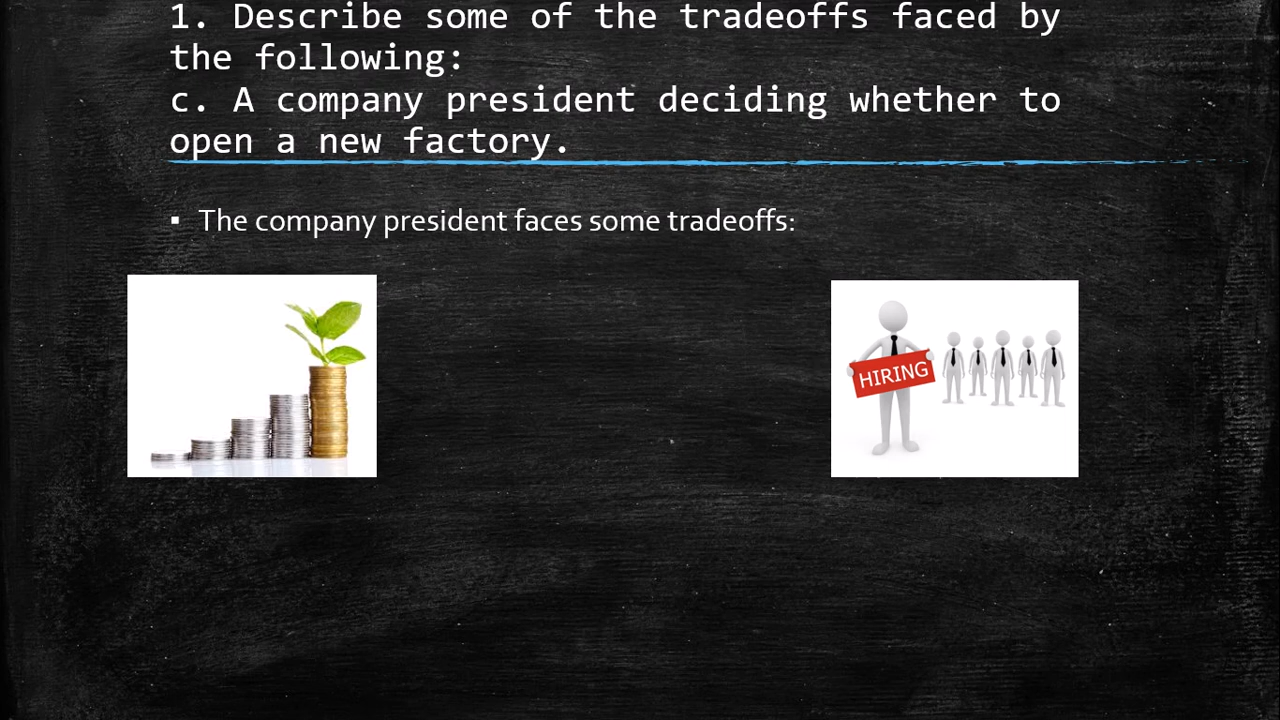 1. Describe some of the tradeoffs faced by
the following:
c. A company president deciding whether to
open a new factory.
▪ The company president faces some tradeoffs:
HIRING